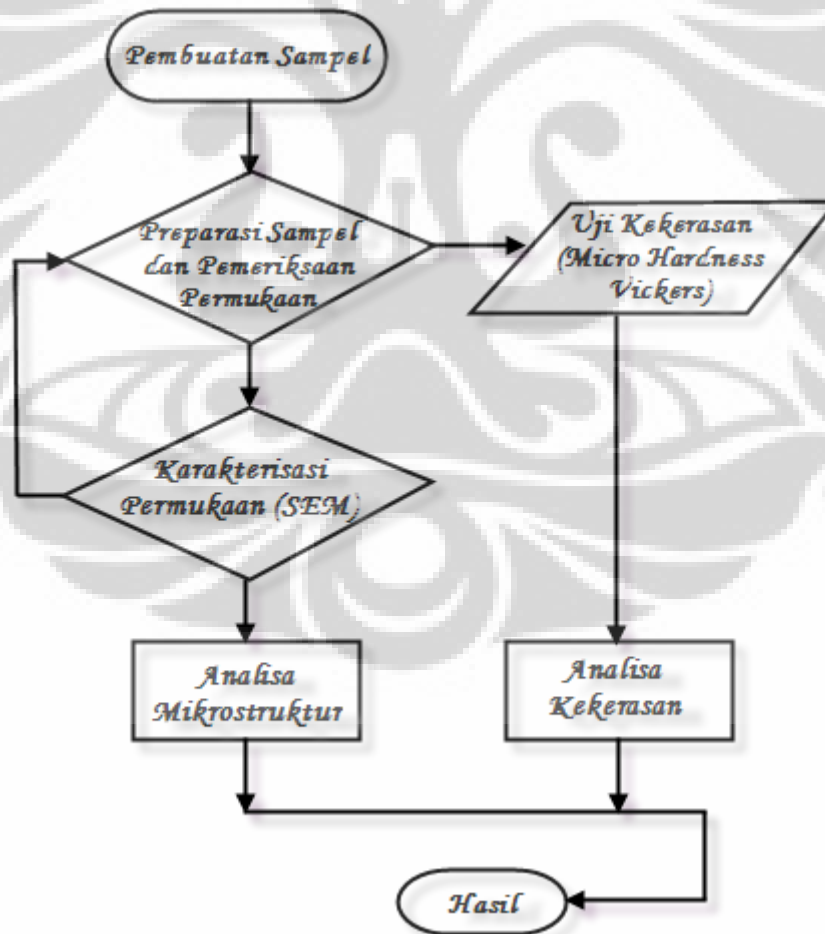 Pembuatan Sampel
Preparasi Sampel
dan Pemeriksaan
Permukaan
Uji Kekerasan
(Micro Hardness
Vickers)
Karakterisasi
Permukaan (SEM)
Analisa
Mikrostruktur
Analisa
Kekerasan
Hasil